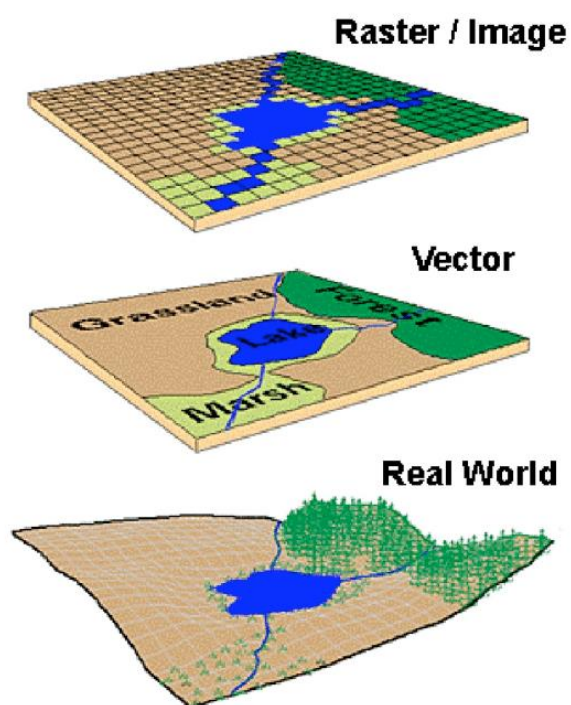 Raster / Image
Vector
Grassland
Forest
Lake
Marsh
Real World